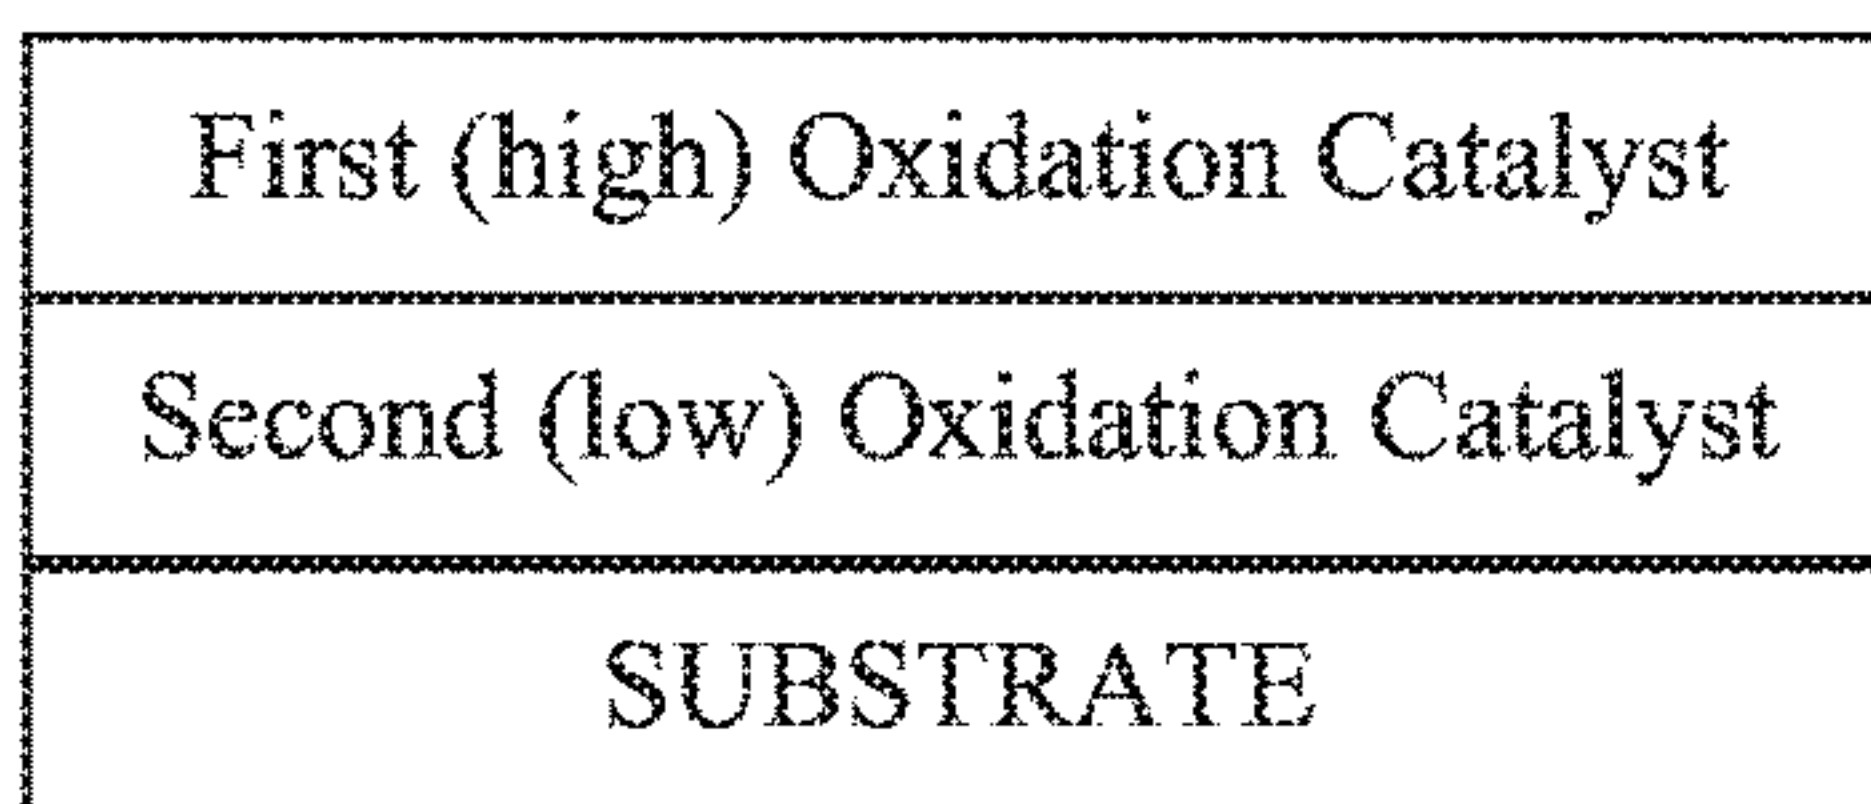 First (high) Oxidation Catalyst
Second (low) Oxidation Catalyst
SUBSTRATE